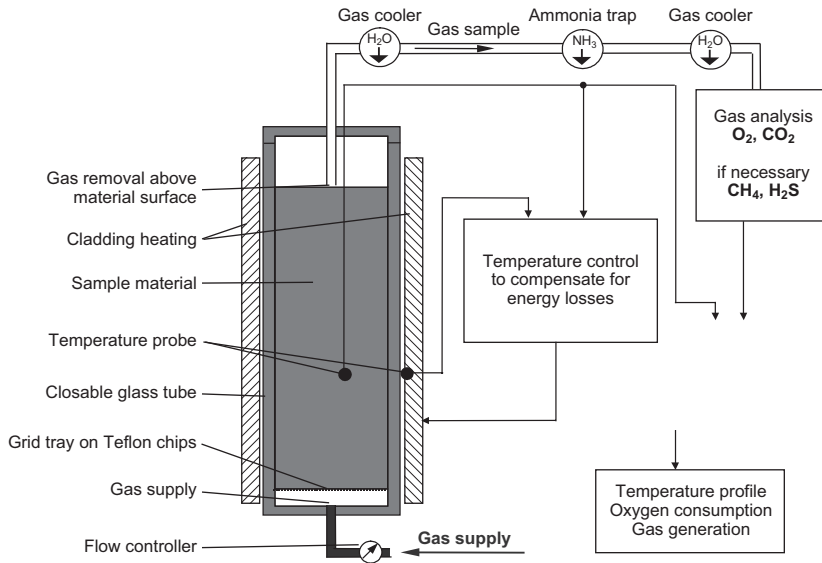 Gas cooler
Ammonia trap
Gas cooler
H₂O
Gas sample
NH₃
H₂O
Gas analysis
O₂, CO₂
if necessary
CH₄, H₂S
Gas removal above
material surface
Cladding heating
Sample material
Temperature control
to compensate for
energy losses
Temperature probe
Closable glass tube
Grid tray on Teflon chips
Gas supply
Flow controller
Gas supply
Temperature profile
Oxygen consumption
Gas generation